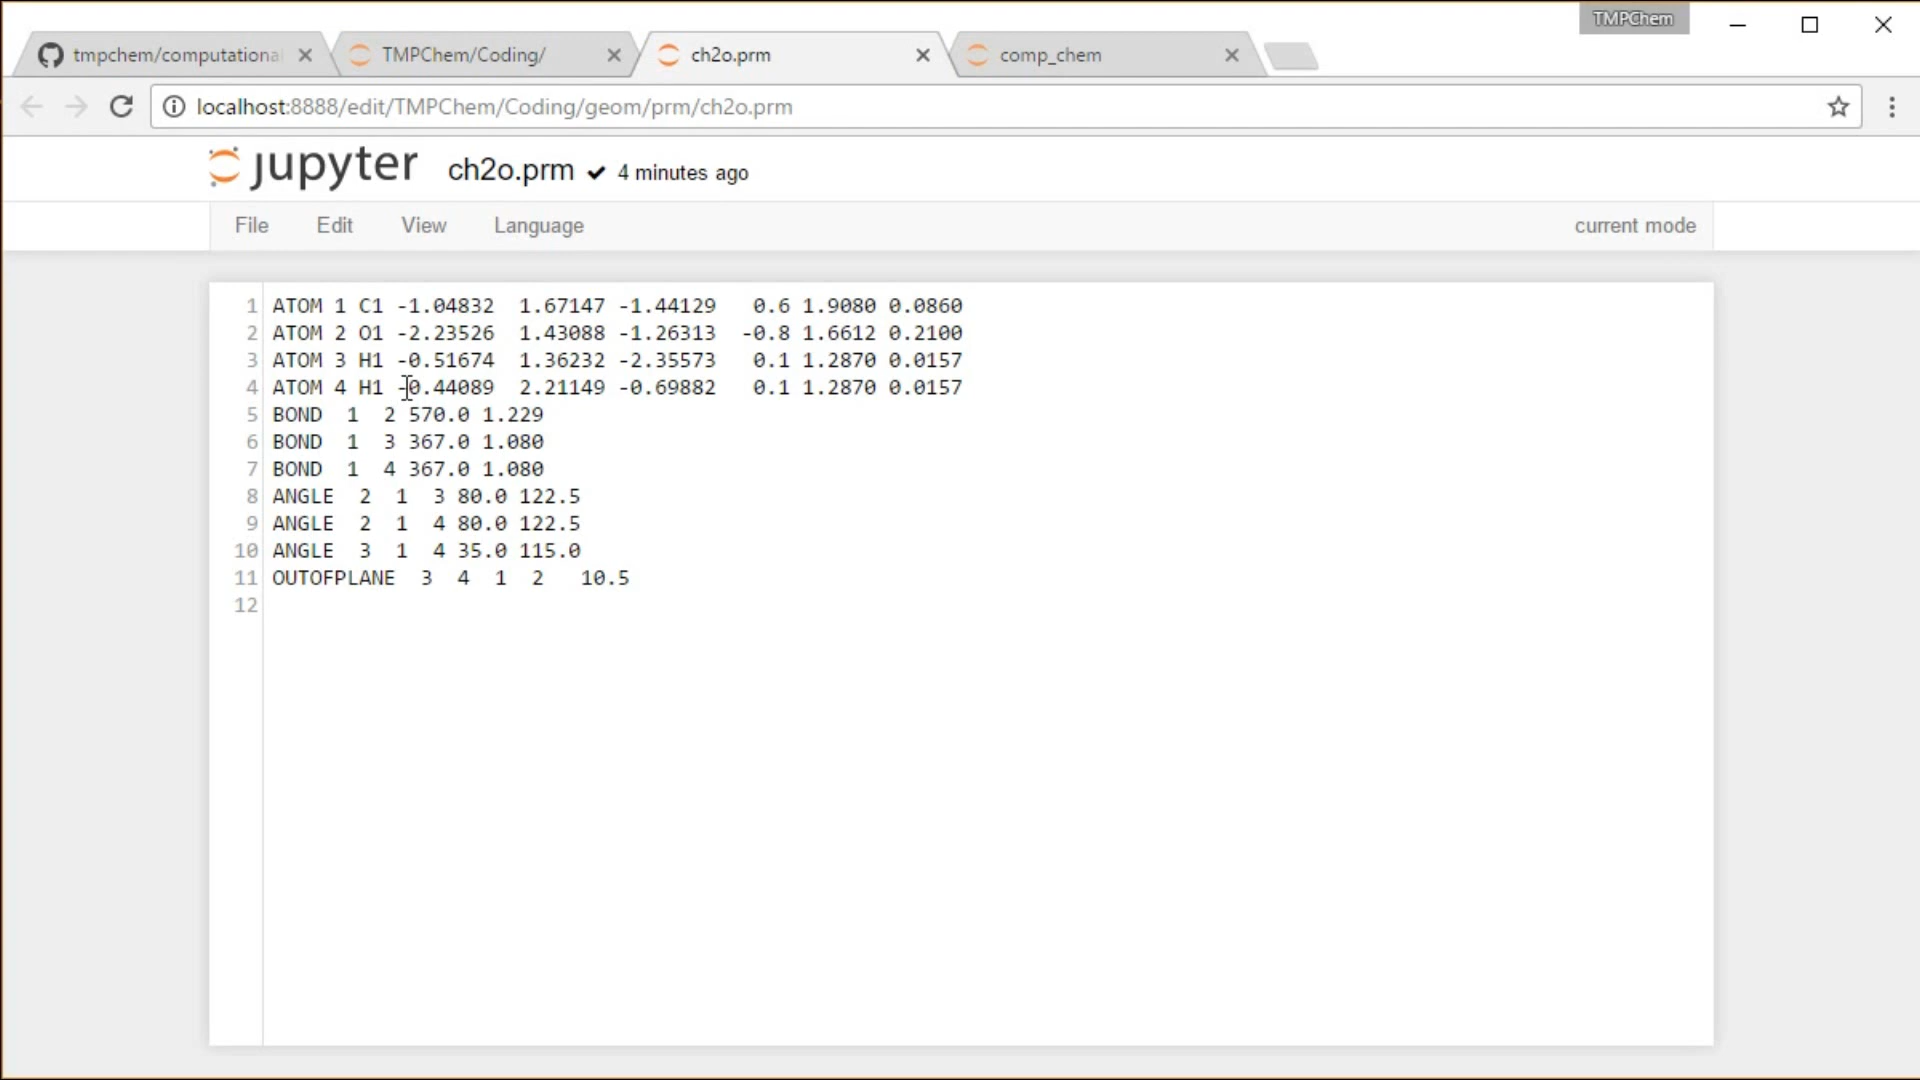 TMPChem
tmpchem/computational
TMPChem/Coding/
ch2o.prm
comp_chem
localhost:8888/edit/TMPChem/Coding/geom/prm/ch2o.prm
jupyter ch2o.prm ✔ 4 minutes ago
File Edit View Language current mode
1 ATOM 1 C1 -1.04832 1.67147 -1.44129 0.6 1.9080 0.0860
2 ATOM 2 O1 -2.23526 1.43088 -1.26313 -0.8 1.6612 0.2100
3 ATOM 3 H1 -0.51674 1.36232 -2.35573 0.1 1.2870 0.0157
4 ATOM 4 H1 -0.44089 2.21149 -0.69882 0.1 1.2870 0.0157
5 BOND 1 2 570.0 1.229
6 BOND 1 3 367.0 1.080
7 BOND 1 4 367.0 1.080
8 ANGLE 2 1 3 80.0 122.5
9 ANGLE 2 1 4 80.0 122.5
10 ANGLE 3 1 4 35.0 115.0
11 OUTOFPLANE 3 4 1 2 10.5
12